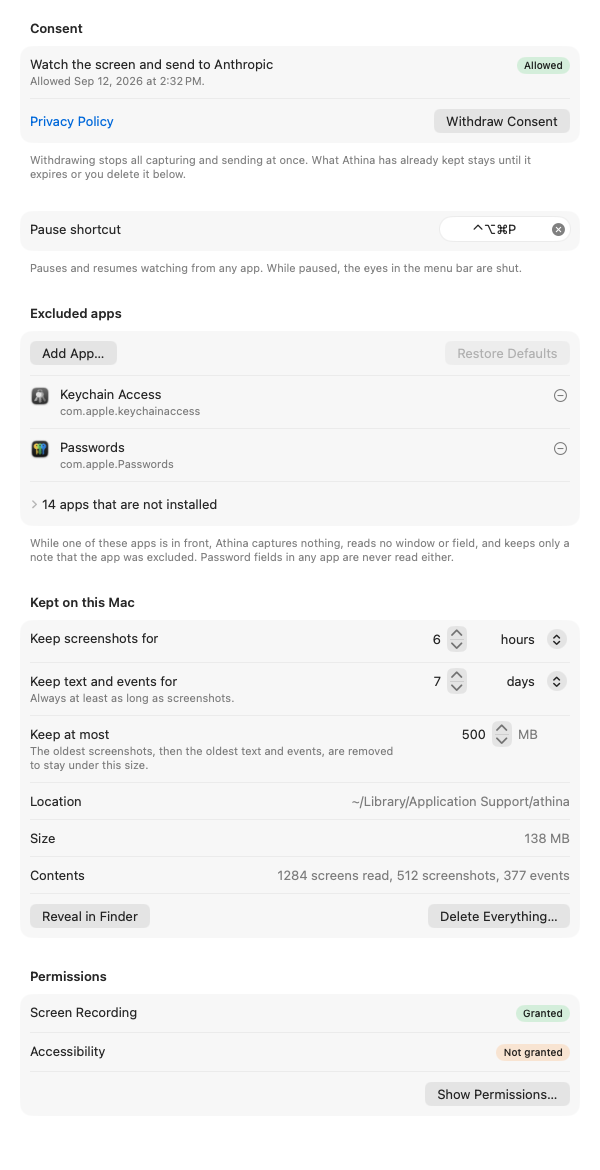 Consent
Watch the screen and send to Anthropic
Allowed
Allowed Sep 12, 2026 at 2:32 PM.
Privacy Policy
Withdraw Consent
Withdrawing stops all capturing and sending at once. What Athina has already kept stays until it
expires or you delete it below.
Pause shortcut
^⌥⌘P
Pauses and resumes watching from any app. While paused, the eyes in the menu bar are shut.
Excluded apps
Add App...
Restore Defaults
Keychain Access
com.apple.keychainaccess
Passwords
com.apple.Passwords
14 apps that are not installed
While one of these apps is in front, Athina captures nothing, reads no window or field, and keeps only a
note that the app was excluded. Password fields in any app are never read either.
Kept on this Mac
Keep screenshots for
6
hours
Keep text and events for
7
days
Always at least as long as screenshots.
Keep at most
500
MB
The oldest screenshots, then the oldest text and events, are removed
to stay under this size.
Location
~/Library/Application Support/athina
Size
138 MB
Contents
1284 screens read, 512 screenshots, 377 events
Reveal in Finder
Delete Everything...
Permissions
Screen Recording
Granted
Accessibility
Not granted
Show Permissions...